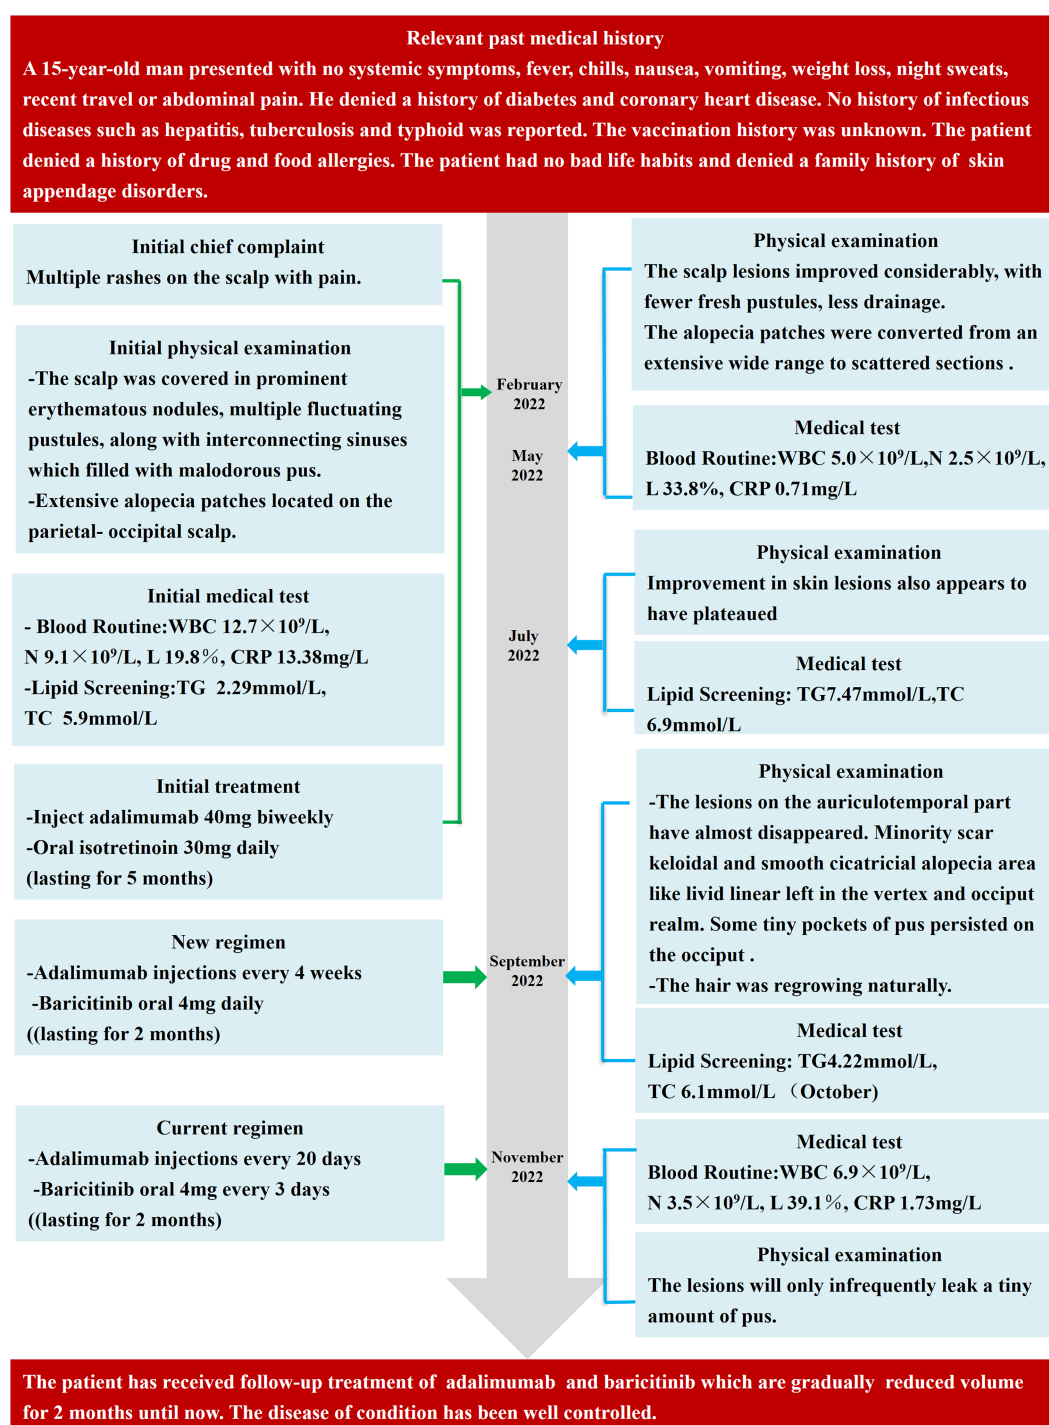 Relevant past medical history
A 15-year-old man presented with no systemic symptoms, fever, chills, nausea, vomiting, weight loss, night sweats,
recent travel or abdominal pain. He denied a history of diabetes and coronary heart disease. No history of infectious
diseases such as hepatitis, tuberculosis and typhoid was reported. The vaccination history was unknown. The patient
denied a history of drug and food allergies. The patient had no bad life habits and denied a family history of skin
appendage disorders.
Initial chief complaint
Multiple rashes on the scalp with pain.
Initial physical examination
-The scalp was covered in prominent
erythematous nodules, multiple fluctuating
pustules, along with interconnecting sinuses
which filled with malodorous pus.
-Extensive alopecia patches located on the
parietal- occipital scalp.
Initial medical test
- Blood Routine:WBC 12.7×10⁹/L,
N 9.1×10⁹/L, L 19.8%, CRP 13.38mg/L
-Lipid Screening:TG 2.29mmol/L,
TC 5.9mmol/L
Initial treatment
-Inject adalimumab 40mg biweekly
-Oral isotretinoin 30mg daily
(lasting for 5 months)
February
2022
Physical examination
The scalp lesions improved considerably, with
fewer fresh pustules, less drainage.
The alopecia patches were converted from an
extensive wide range to scattered sections .
Medical test
Blood Routine:WBC 5.0×10⁹/L,N 2.5×10⁹/L,
L 33.8%, CRP 0.71mg/L
May
2022
Physical examination
Improvement in skin lesions also appears to
have plateaued
Medical test
Lipid Screening: TG7.47mmol/L,TC
6.9mmol/L
July
2022
New regimen
-Adalimumab injections every 4 weeks
-Baricitinib oral 4mg daily
((lasting for 2 months)
September
2022
Physical examination
-The lesions on the auriculotemporal part
have almost disappeared. Minority scar
keloidal and smooth cicatricial alopecia area
like livid linear left in the vertex and occiput
realm. Some tiny pockets of pus persisted on
the occiput .
-The hair was regrowing naturally.
Medical test
Lipid Screening: TG4.22mmol/L,
TC 6.1mmol/L （October)
Current regimen
-Adalimumab injections every 20 days
-Baricitinib oral 4mg every 3 days
((lasting for 2 months)
November
2022
Medical test
Blood Routine:WBC 6.9×10⁹/L,
N 3.5×10⁹/L, L 39.1%, CRP 1.73mg/L
Physical examination
The lesions will only infrequently leak a tiny
amount of pus.
The patient has received follow-up treatment of adalimumab and baricitinib which are gradually reduced volume
for 2 months until now. The disease of condition has been well controlled.